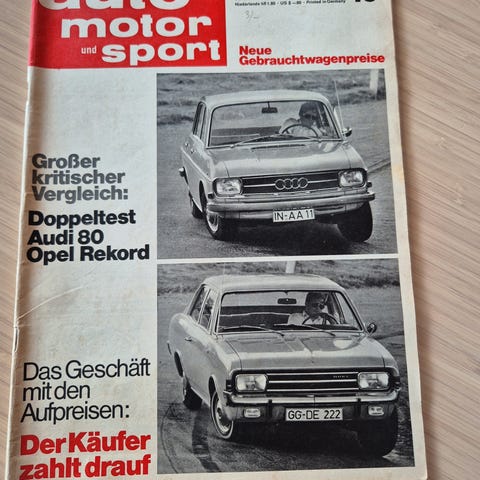 auto
motor
und sport
Niederlande hfl 1.80 · US $ -.80 · Printed in Germany
Neue
Gebrauchtwagenpreise
Großer
kritischer
Vergleich:
Doppeltest
Audi 80
Opel Rekord
IN-AA 11
OPEL
GG-DE 222
Das Geschäft
mit den
Aufpreisen:
Der Käufer
zahlt drauf